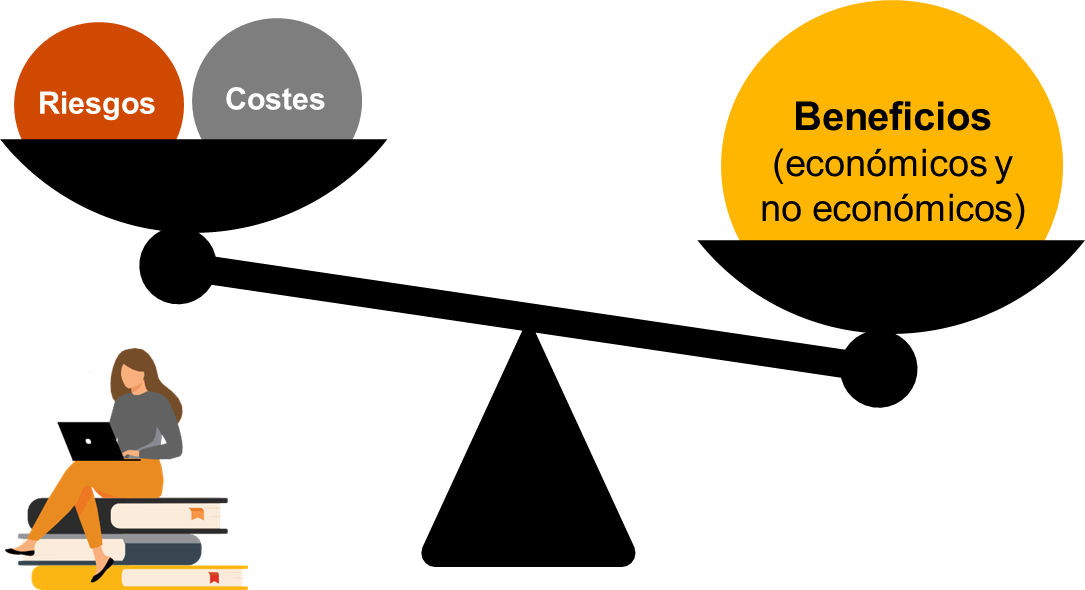 Riesgos
Costes
Beneficios
(económicos y
no económicos)